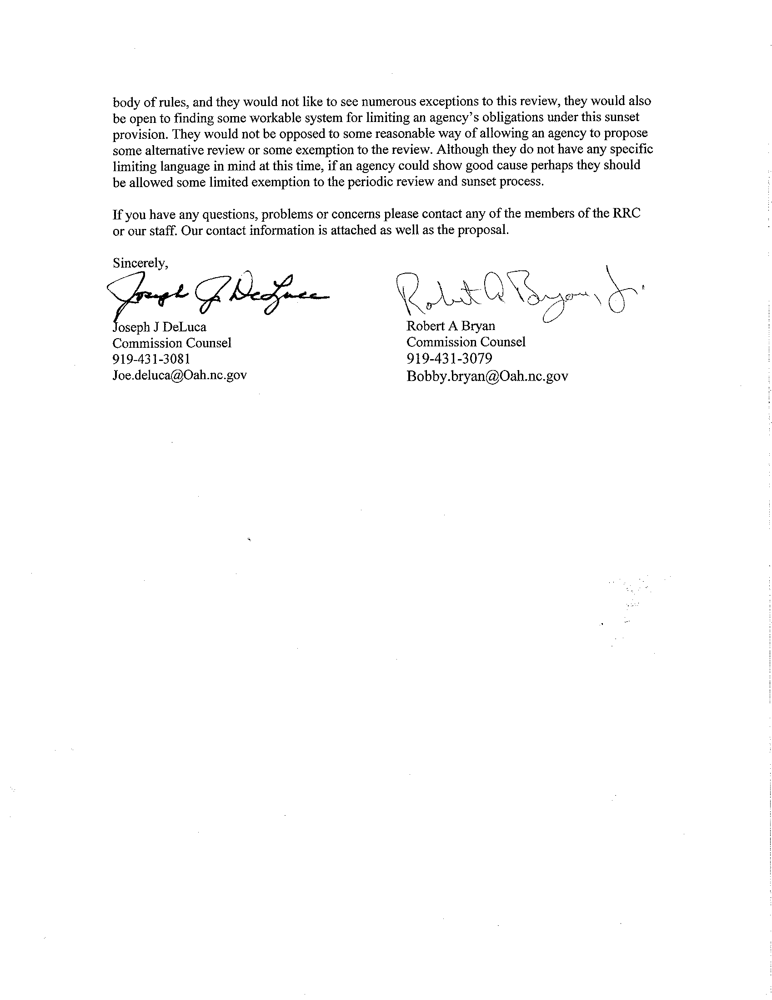 body of rules, and they would not like to see numerous exceptions to this review, they would also
be open to finding some workable system for limiting an agency's obligations under this sunset
provision. They would not be opposed to some reasonable way of allowing an agency to propose
some alternative review or some exemption to the review. Although they do not have any specific
limiting language in mind at this time, if an agency could show good cause perhaps they should
be allowed some limited exemption to the periodic review and sunset process.
If you have any questions, problems or concerns please contact any of the members of the RRC
or our staff. Our contact information is attached as well as the proposal.
Sincerely,
Joseph J DeLuca
Robert A Bryan, Jr.
Joseph J DeLuca
Robert A Bryan
Commission Counsel
Commission Counsel
919-431-3081
919-431-3079
Joe.deluca@Oah.nc.gov
Bobby.bryan@Oah.nc.gov